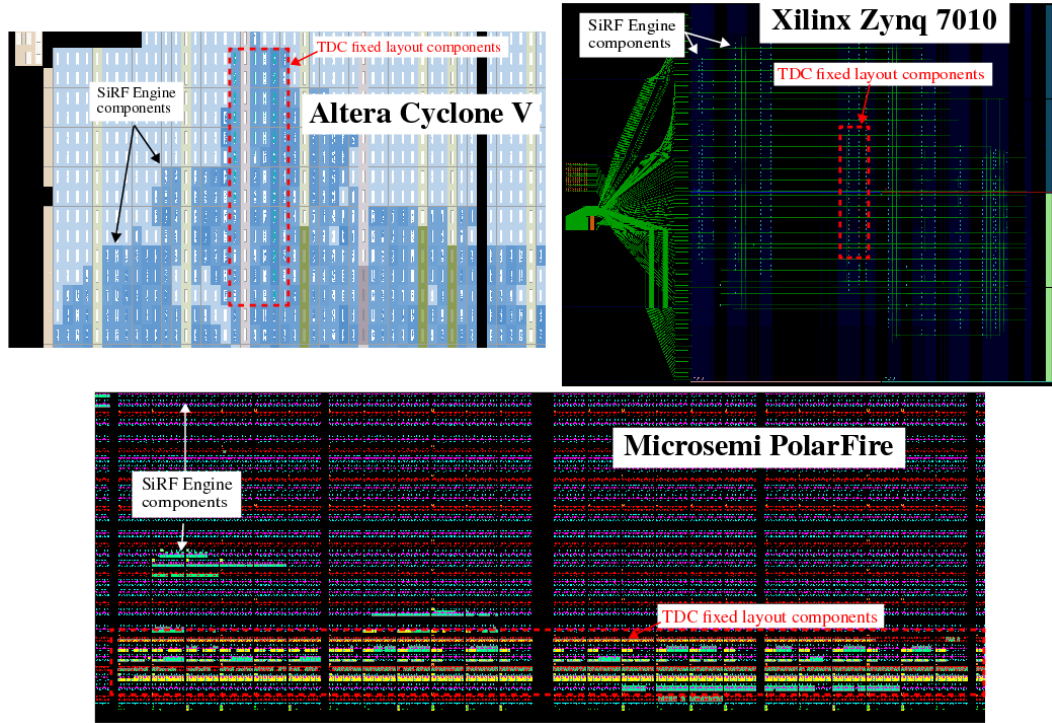 TDC fixed layout components
SiRF Engine
components
Altera Cyclone V
SiRF Engine
components
Xilinx Zynq 7010
TDC fixed layout components
Microsemi PolarFire
SiRF Engine
components
TDC fixed layout components